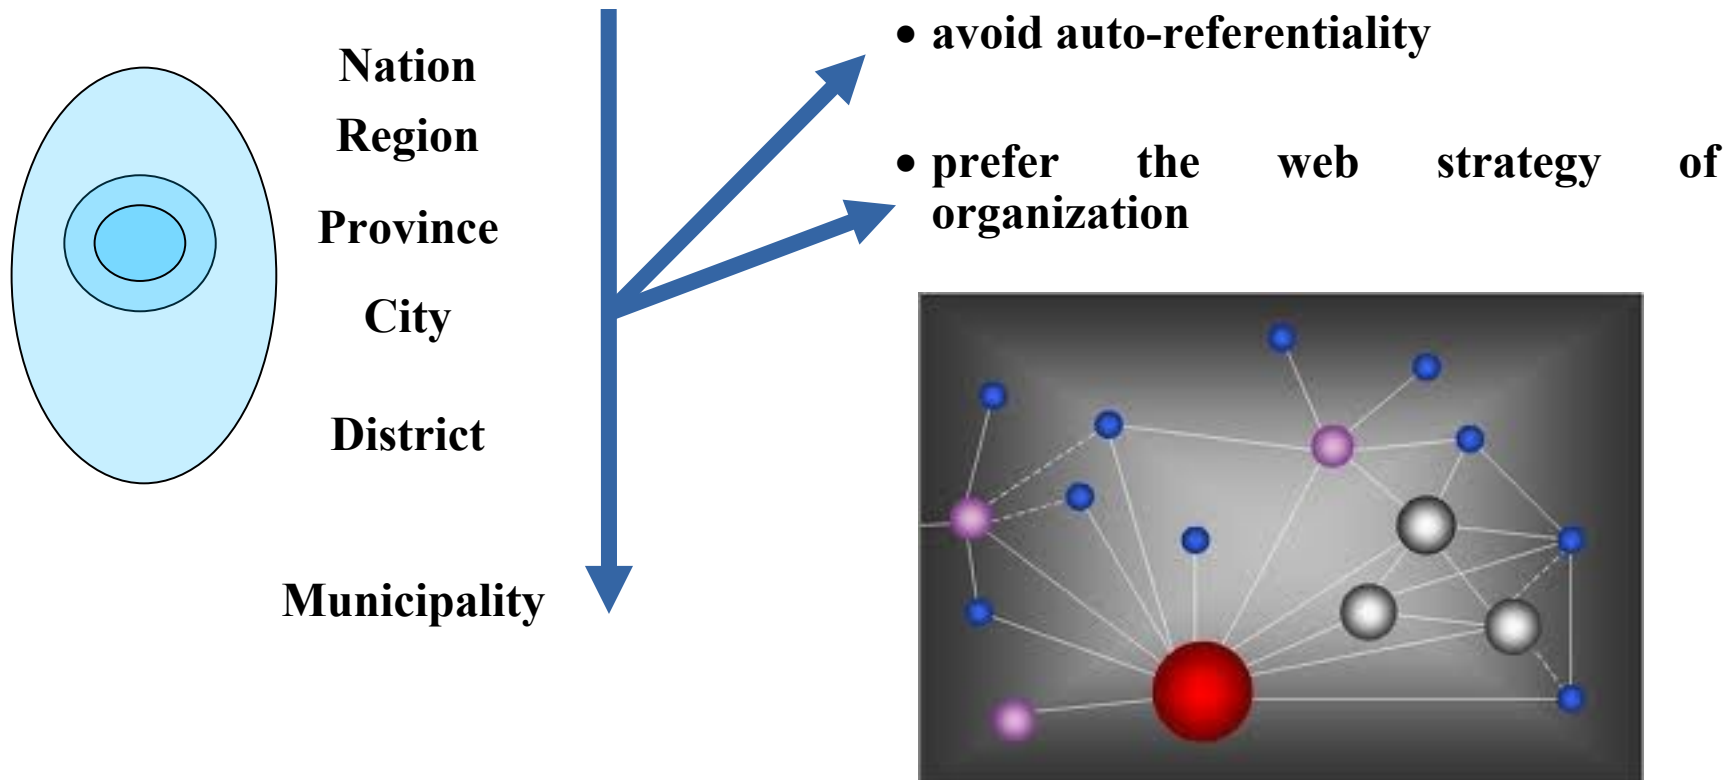 Nation
Region
Province
City
District
Municipality
• avoid auto-referentiality
• prefer the web strategy of
organization